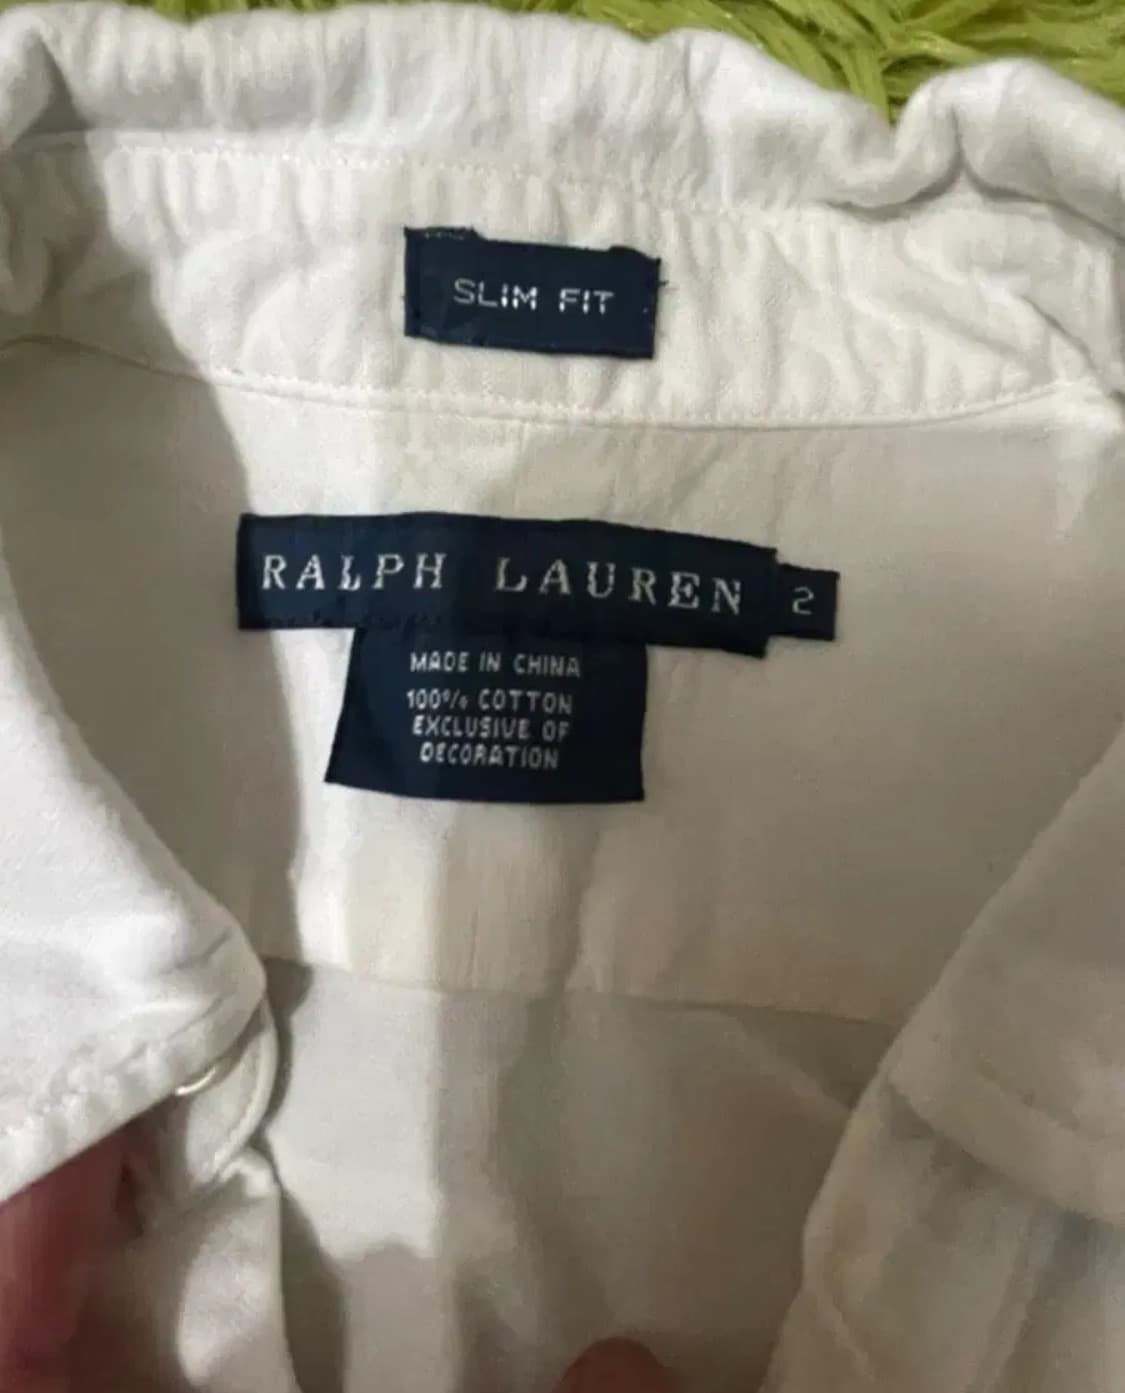 SLIM FIT
RALPH LAUREN 2
MADE IN CHINA
100% COTTON
EXCLUSIVE OF
DECORATION